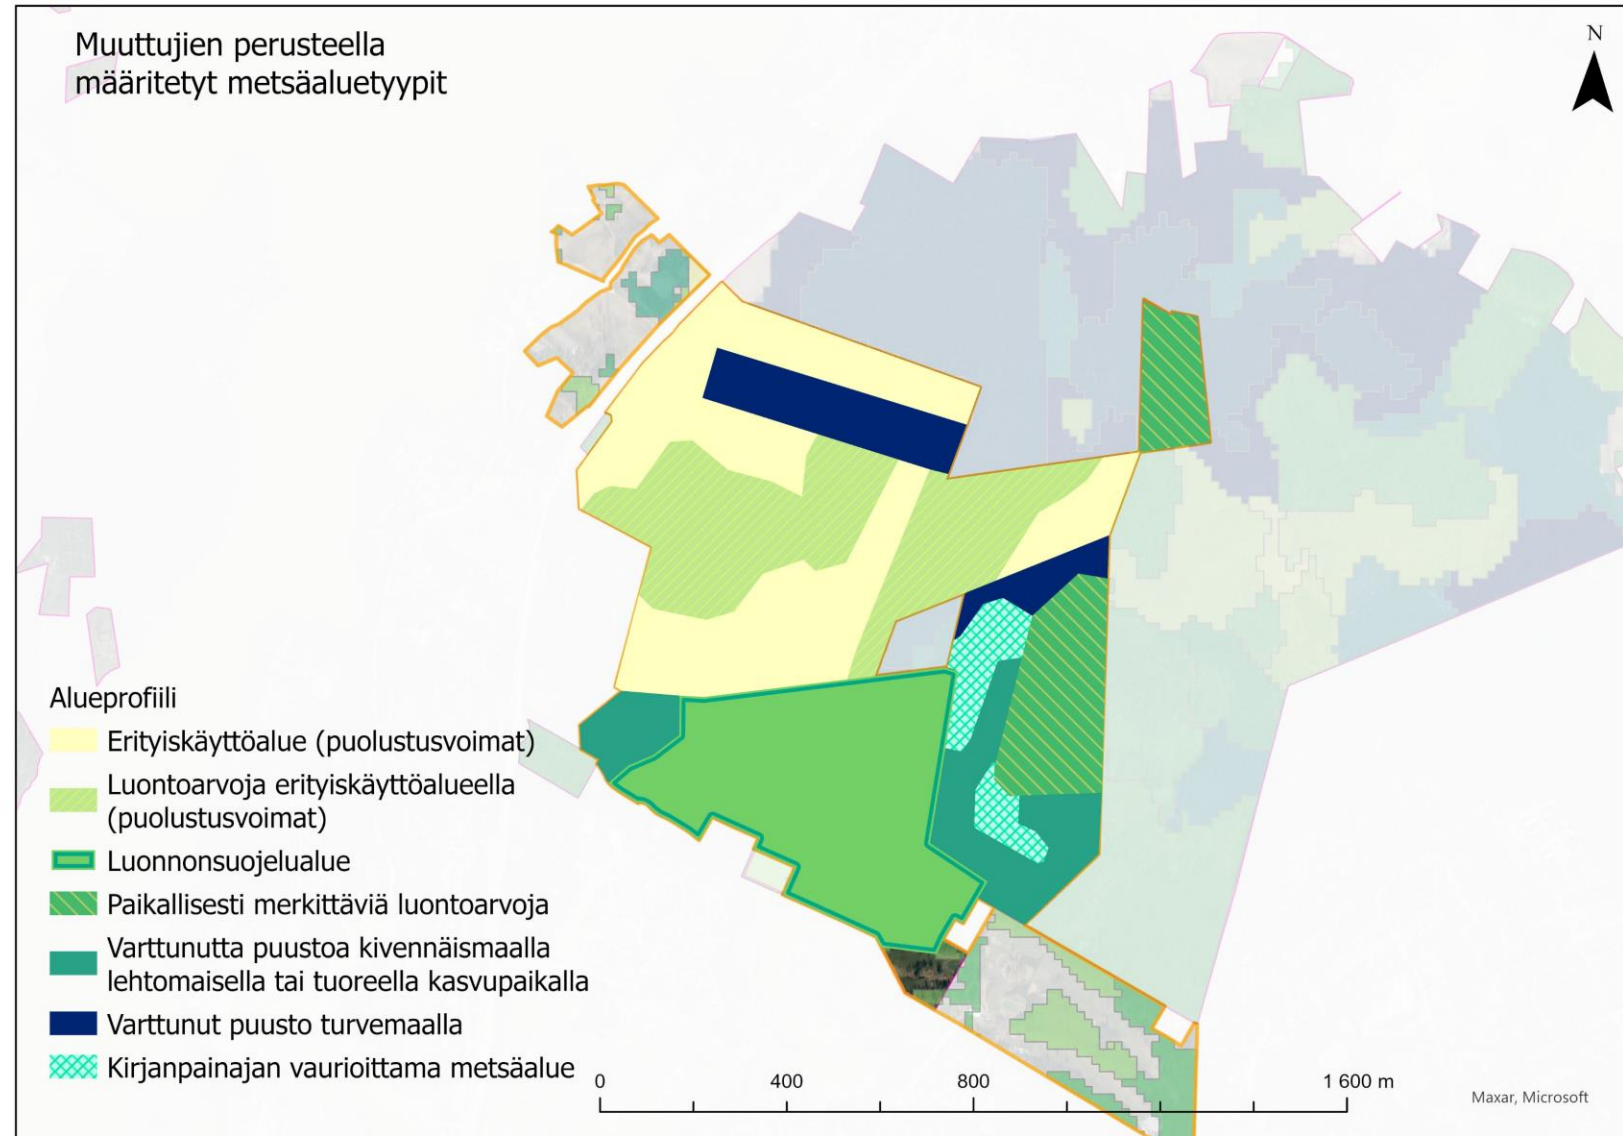 Muuttujien perusteella
määritetyt metsäaluetyypit
N
Alueprofiili
Erityiskäyttöalue (puolustusvoimat)
Luontoarvoja erityiskäyttöalueella
(puolustusvoimat)
Luonnonsuojelualue
Paikallisesti merkittäviä luontoarvoja
Varttunutta puustoa kivennäismaalla
lehtomaisella tai tuoreella kasvupaikalla
Varttunut puusto turvemaalla
Kirjanpainajan vaurioittama metsäalue
0 400 800 1 600 m
Maxar, Microsoft